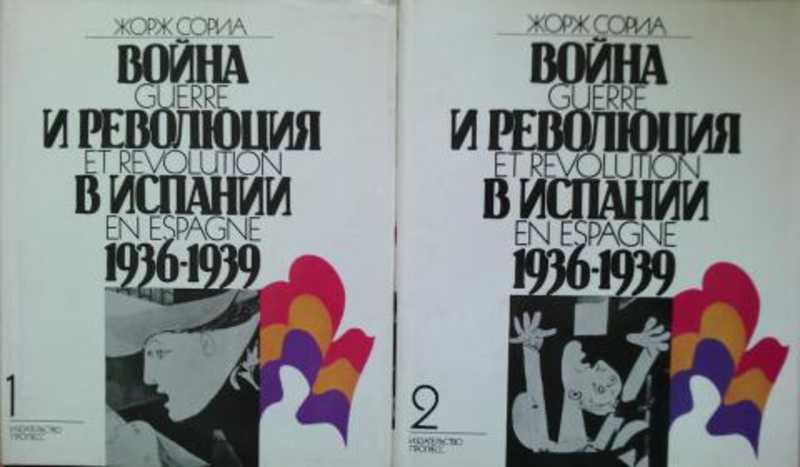 ЖОРЖ СОРИА
ВОЙНА
GUERRE
И РЕВОЛЮЦИЯ
ET REVOLUTION
В ИСПАНИИ
EN ESPAGNE
1936-1939
1
ИЗДАТЕЛЬСТВО
ПРОГРЕСС
ЖОРЖ СОРИА
ВОЙНА
GUERRE
И РЕВОЛЮЦИЯ
ET REVOLUTION
В ИСПАНИИ
EN ESPAGNE
1936-1939
2
ИЗДАТЕЛЬСТВО
ПРОГРЕСС